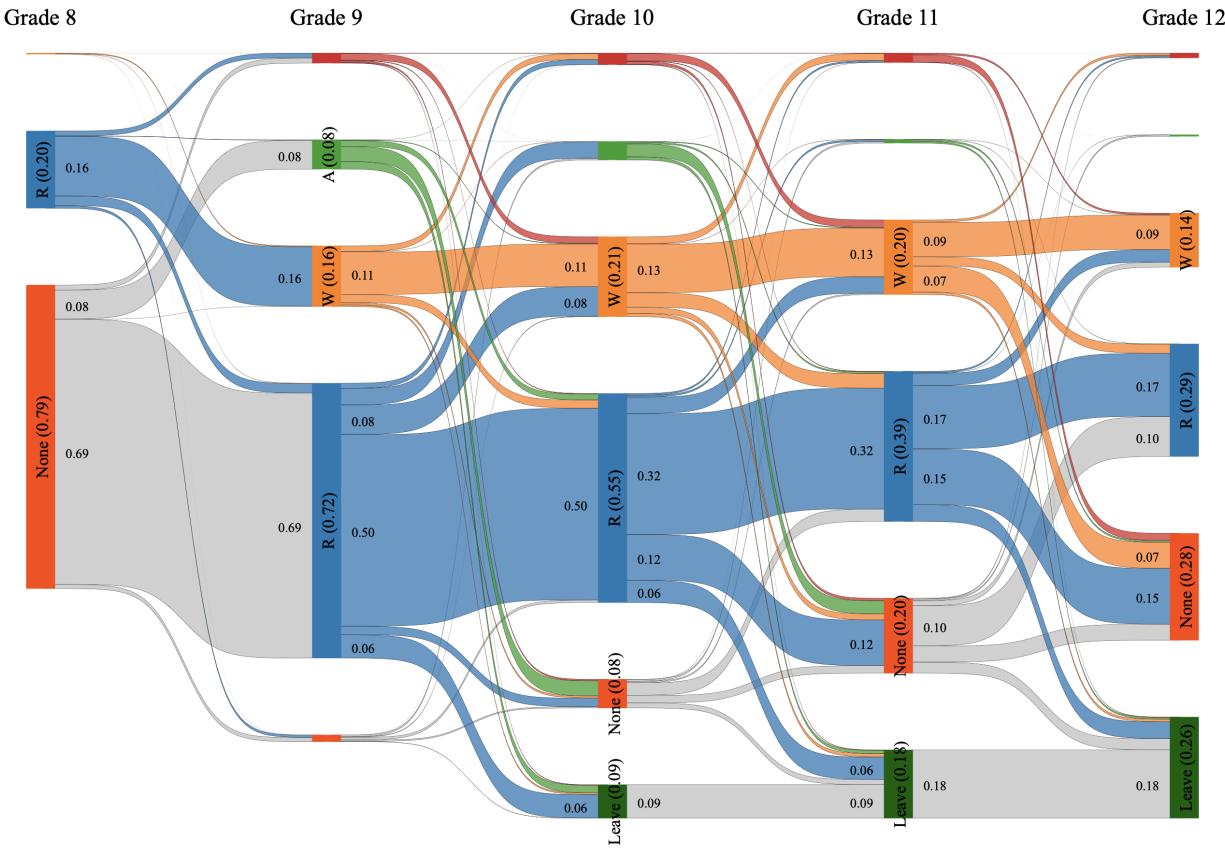 Grade 8
Grade 9
Grade 10
Grade 11
Grade 12
R (0.20)
0.16
None (0.79)
0.08
0.69
0.08
A (0.08)
0.16
W (0.16)
0.11
0.69
R (0.72)
0.08
0.50
0.06
0.11
0.08
W (0.21)
0.13
0.50
R (0.55)
0.32
0.12
0.06
None (0.08)
0.06
Leave (0.09)
0.09
0.13
W (0.20)
0.09
0.07
0.32
R (0.39)
0.17
0.15
0.12
None (0.20)
0.10
0.06
0.09
Leave (0.18)
0.18
0.09
W (0.14)
0.17
0.10
R (0.29)
0.07
0.15
None (0.28)
0.18
Leave (0.26)